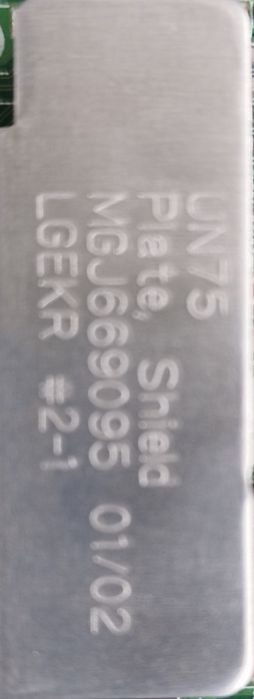 UN75
Plate, Shield
MGJ669095 01/02
LGEKR #2-1